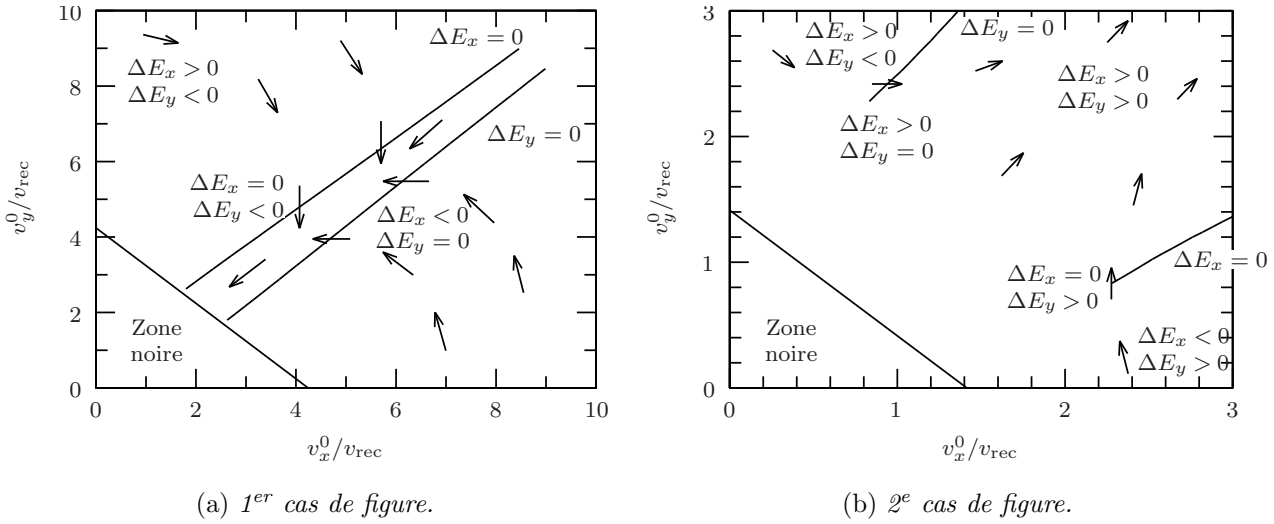 10
8
6
4
2
0
v_y^0/v_rec
ΔE_x > 0
ΔE_y < 0
ΔE_x = 0
ΔE_y = 0
ΔE_x = 0
ΔE_y < 0
ΔE_x < 0
ΔE_y = 0
Zone
noire
0 2 4 6 8 10
v_x^0/v_rec
(a) 1^er cas de figure.
3
2
1
0
v_y^0/v_rec
ΔE_x > 0
ΔE_y < 0
ΔE_y = 0
ΔE_x > 0
ΔE_y > 0
ΔE_x > 0
ΔE_y = 0
ΔE_x = 0
ΔE_x = 0
ΔE_y > 0
ΔE_x < 0
ΔE_y > 0
Zone
noire
0 1 2 3
v_x^0/v_rec
(b) 2^e cas de figure.